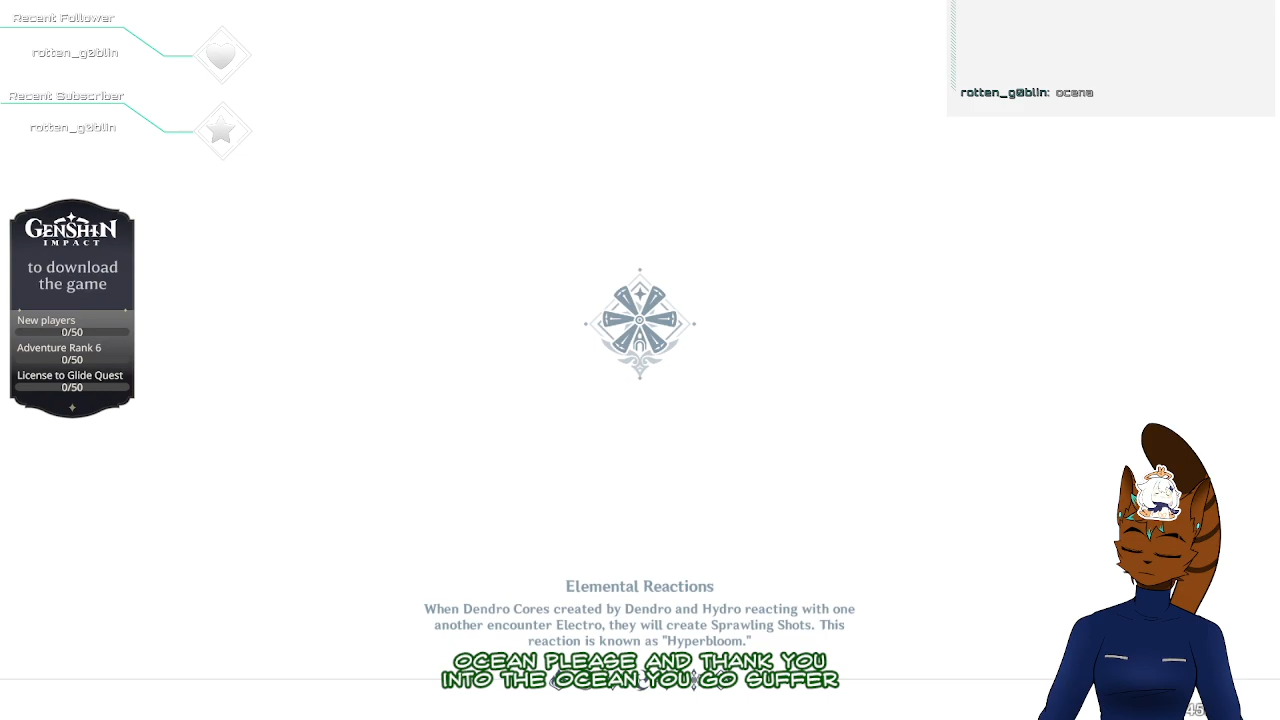 Recent Follower
rotten_g0blin
Recent Subscriber
rotten_g0blin
rotten_g0blin: ocena
GENSHIN
IMPACT
to download
the game
New players
0/50
Adventure Rank 6
0/50
License to Glide Quest
0/50
Elemental Reactions
When Dendro Cores created by Dendro and Hydro reacting with one
another encounter Electro, they will create Sprawling Shots. This
reaction is known as "Hyperbloom."
OCEAN PLEASE AND THANK YOU
INTO THE OCEAN YOU GO SUFFER